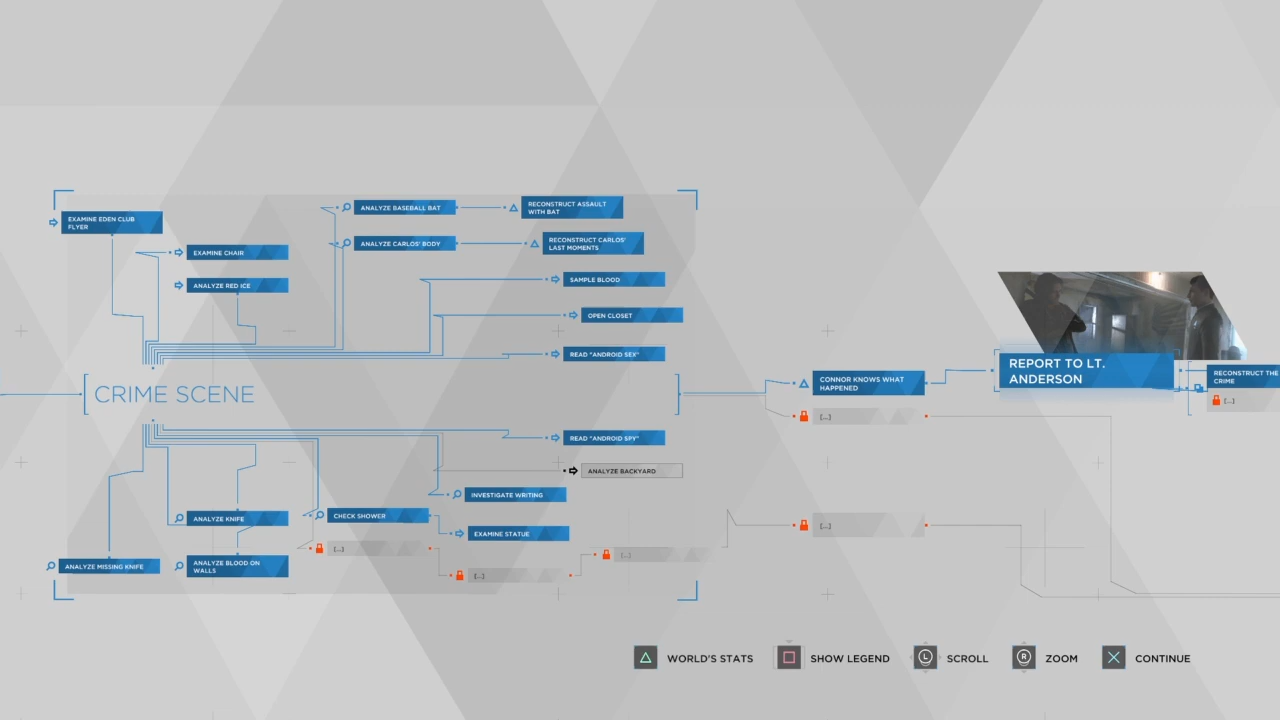 ANALYZE BASEBALL BAT
RECONSTRUCT ASSAULT
WITH BAT
EXAMINE EDEN CLUB
FLYER
ANALYZE CARLOS' BODY
RECONSTRUCT CARLOS'
LAST MOMENTS
EXAMINE CHAIR
SAMPLE BLOOD
ANALYZE RED ICE
OPEN CLOSET
READ "ANDROID SEX"
REPORT TO LT.
ANDERSON
CONNOR KNOWS WHAT
HAPPENED
RECONSTRUCT THE
CRIME
[...]
CRIME SCENE
[...]
READ "ANDROID SPY"
ANALYZE BACKYARD
INVESTIGATE WRITING
ANALYZE KNIFE
CHECK SHOWER
EXAMINE STATUE
[...]
[...]
[...]
ANALYZE MISSING KNIFE
ANALYZE BLOOD ON
WALLS
[...]
WORLD'S STATS
SHOW LEGEND
L
SCROLL
R
ZOOM
CONTINUE